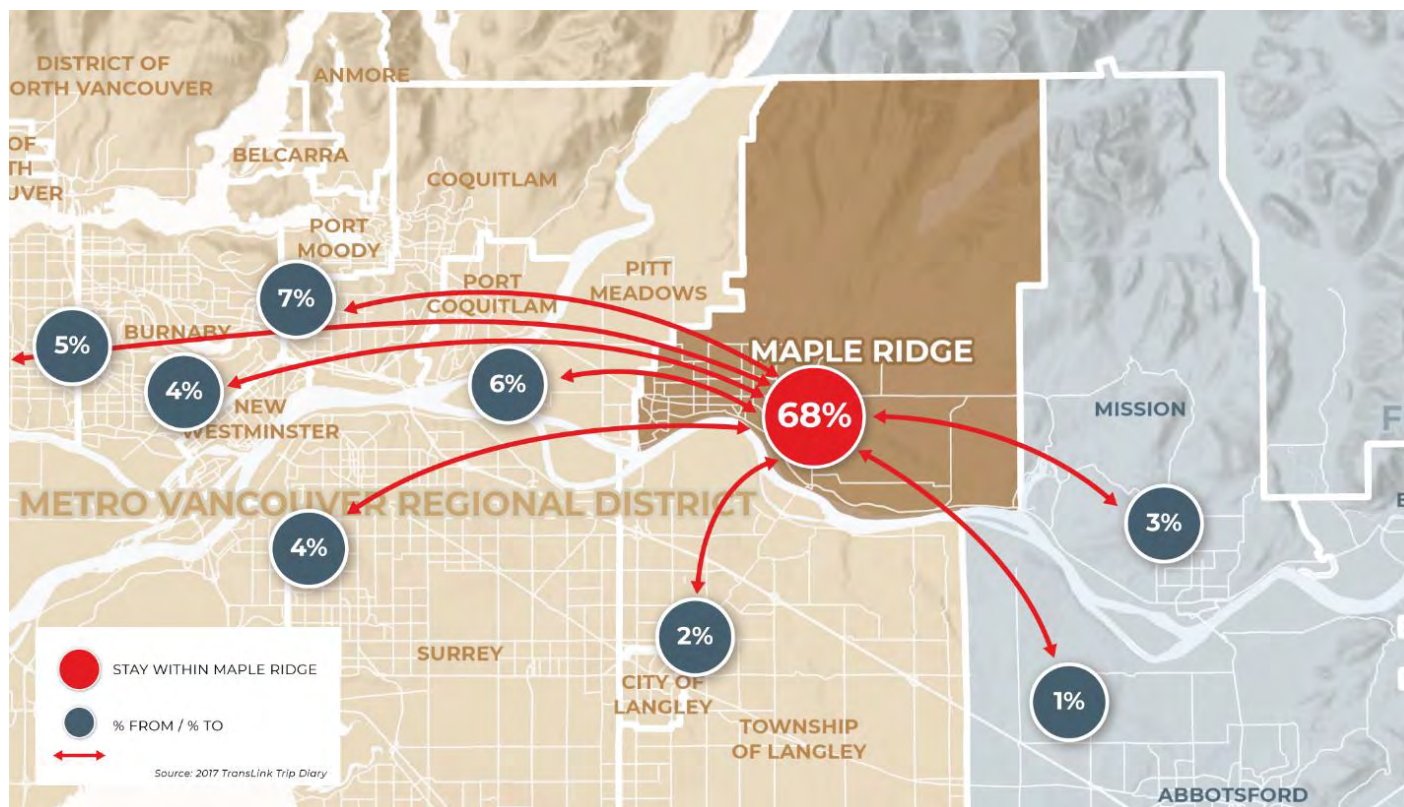 DISTRICT OF
ORTH VANCOUVER
ANMORE
OF
TH
UVER
BELCARRA
COQUITLAM
PORT
MOODY
PORT
COQUITLAM
PITT
MEADOWS
7%
BURNABY
5%
4%
6%
NEW
WESTMINSTER
MAPLE RIDGE
68%
MISSION
F
METRO VANCOUVER REGIONAL DISTRICT
4%
3%
E
2%
SURREY
CITY OF
LANGLEY
1%
TOWNSHIP
OF LANGLEY
ABBOTSFORD
STAY WITHIN MAPLE RIDGE
% FROM / % TO
Source: 2017 TransLink Trip Diary